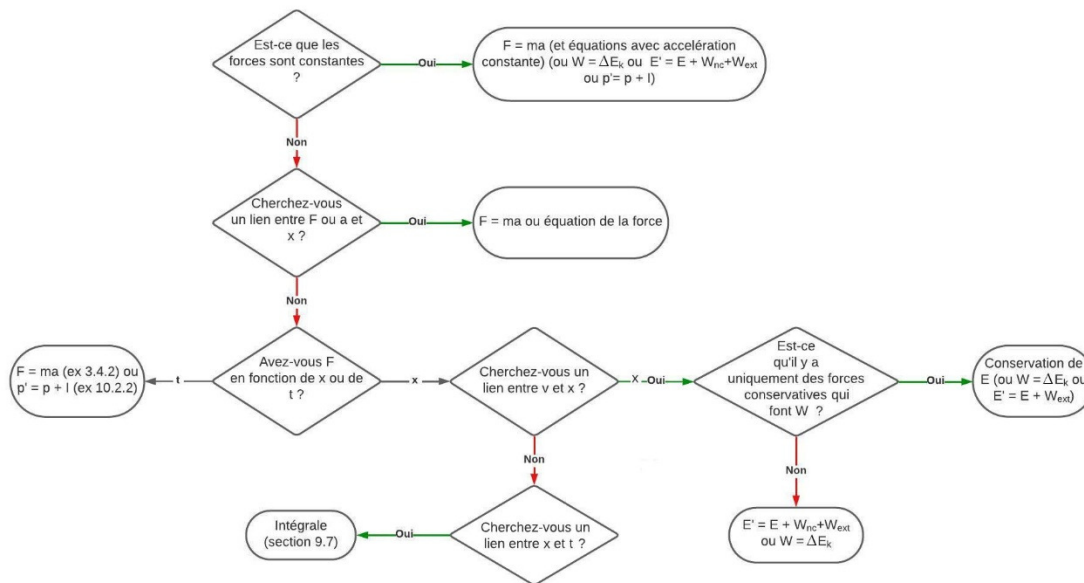 Est-ce que les
forces sont constantes
?
Oui
F = ma (et équations avec accelération
constante) (ou W = ΔEk ou E' = E + Wnc+Wext
ou p'= p + I)
Non
Cherchez-vous
un lien entre F ou a et
x ?
Oui
F = ma ou équation de la force
Non
F = ma (ex 3.4.2) ou
p' = p + I (ex 10.2.2)
t
Avez-vous F
en fonction de x ou de
t ?
x
Cherchez-vous un
lien entre v et x ?
x Oui
Est-ce
qu'il y a
uniquement des forces
conservatives qui
font W ?
Oui
Conservation de
E (ou W = ΔEk ou
E' = E + Wext)
Non
Non
Intégrale
(section 9.7)
Oui
Cherchez-vous un
lien entre x et t ?
E' = E + Wnc+Wext
ou W = ΔEk